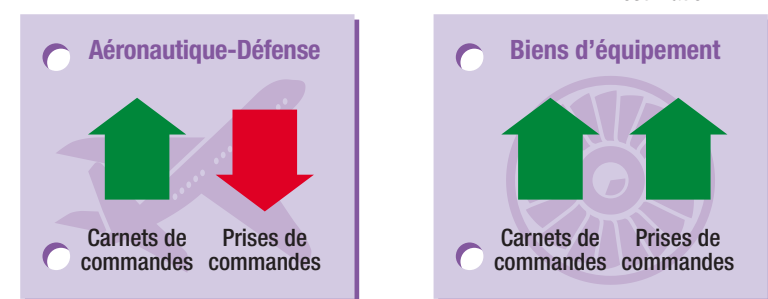 Aéronautique-Défense
Carnets de commandes
Prises de commandes
Biens d'équipement
Carnets de commandes
Prises de commandes